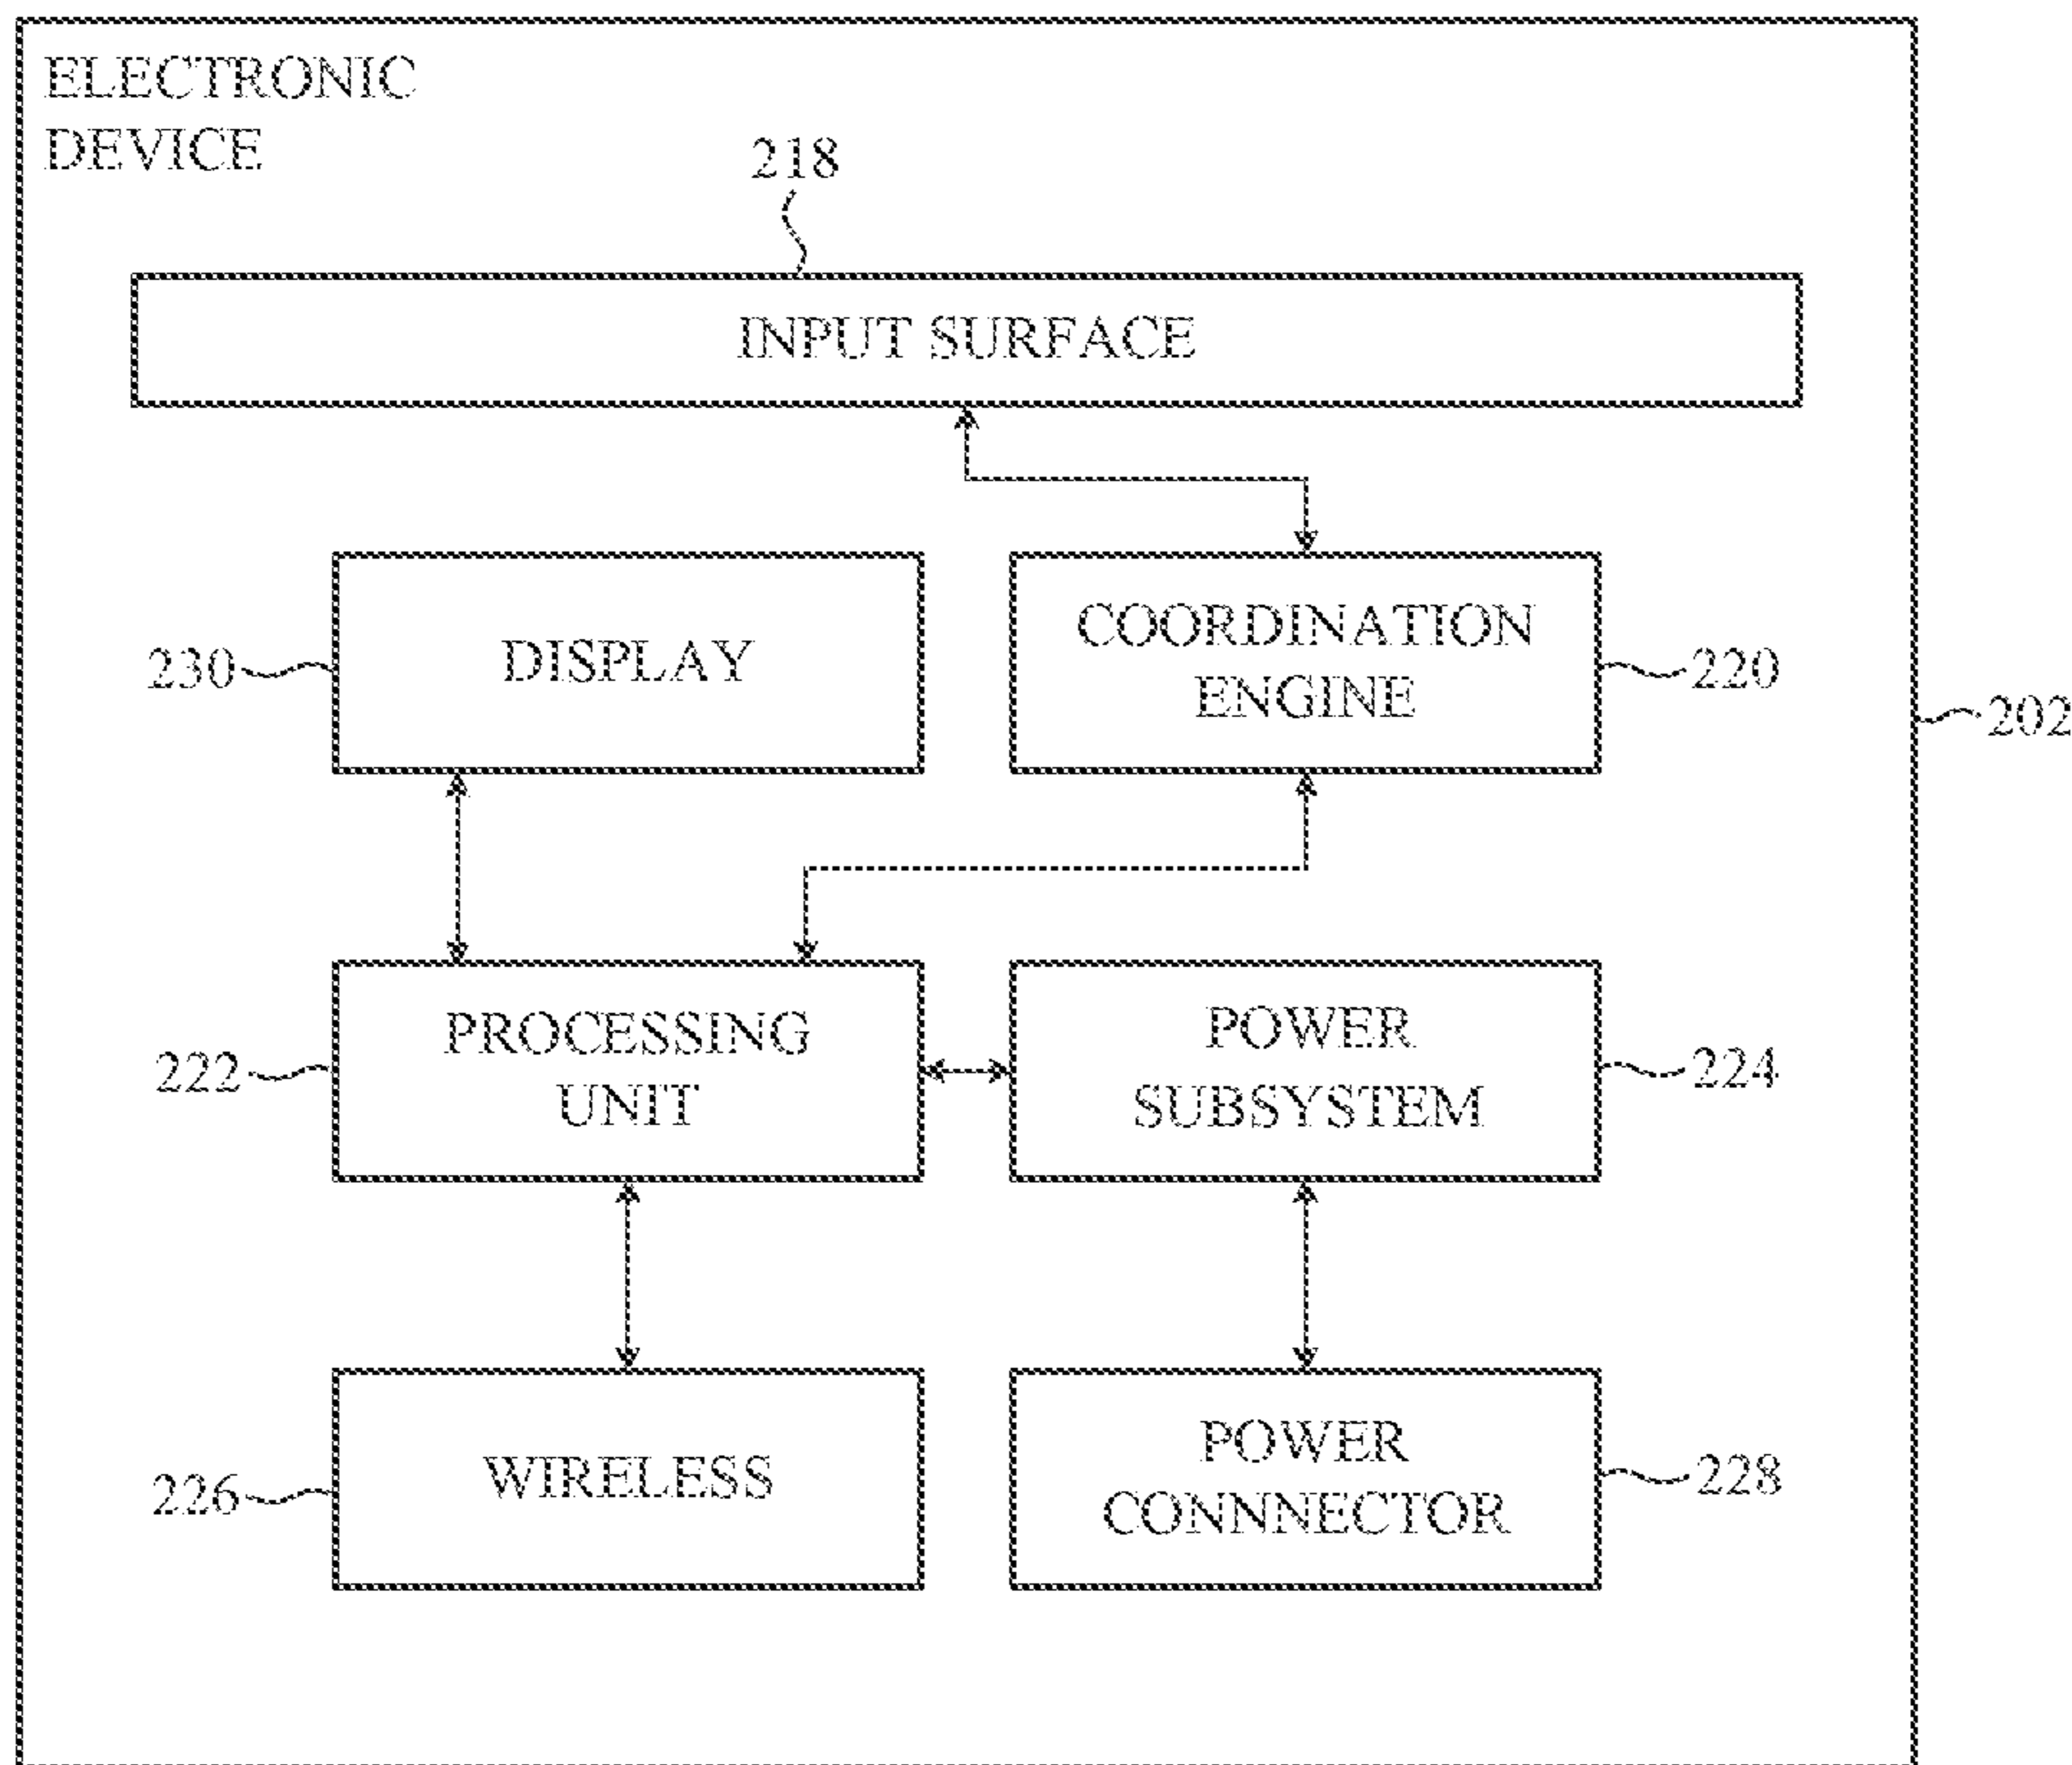 ELECTRONIC
DEVICE
218
INPUT SURFACE
230
DISPLAY
COORDINATION
ENGINE
220
202
222
PROCESSING
UNIT
POWER
SUBSYSTEM
224
226
WIRELESS
POWER
CONNNECTOR
228